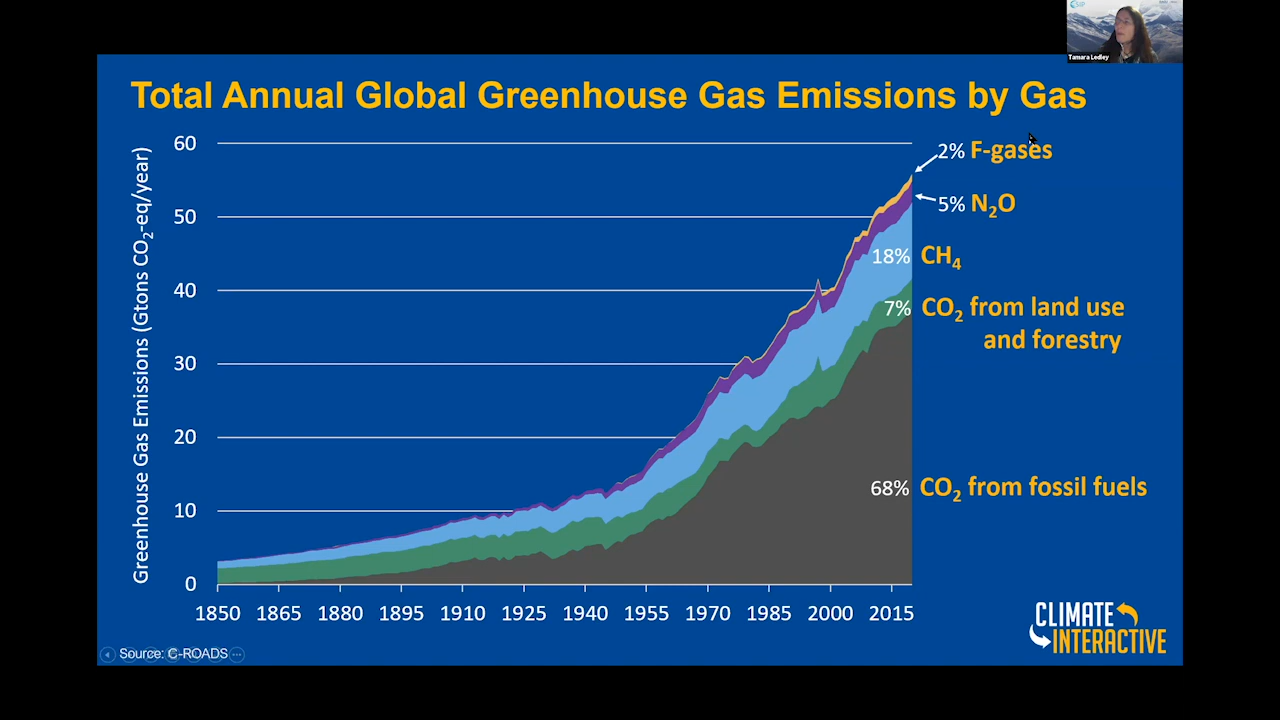 Tamara Ledley
Total Annual Global Greenhouse Gas Emissions by Gas
Greenhouse Gas Emissions (Gtons CO₂-eq/year)
60
50
40
30
20
10
0
1850 1865 1880 1895 1910 1925 1940 1955 1970 1985 2000 2015
2% F-gases
5% N₂O
18% CH₄
7% CO₂ from land use
and forestry
68% CO₂ from fossil fuels
CLIMATE
INTERACTIVE
Source: C-ROADS